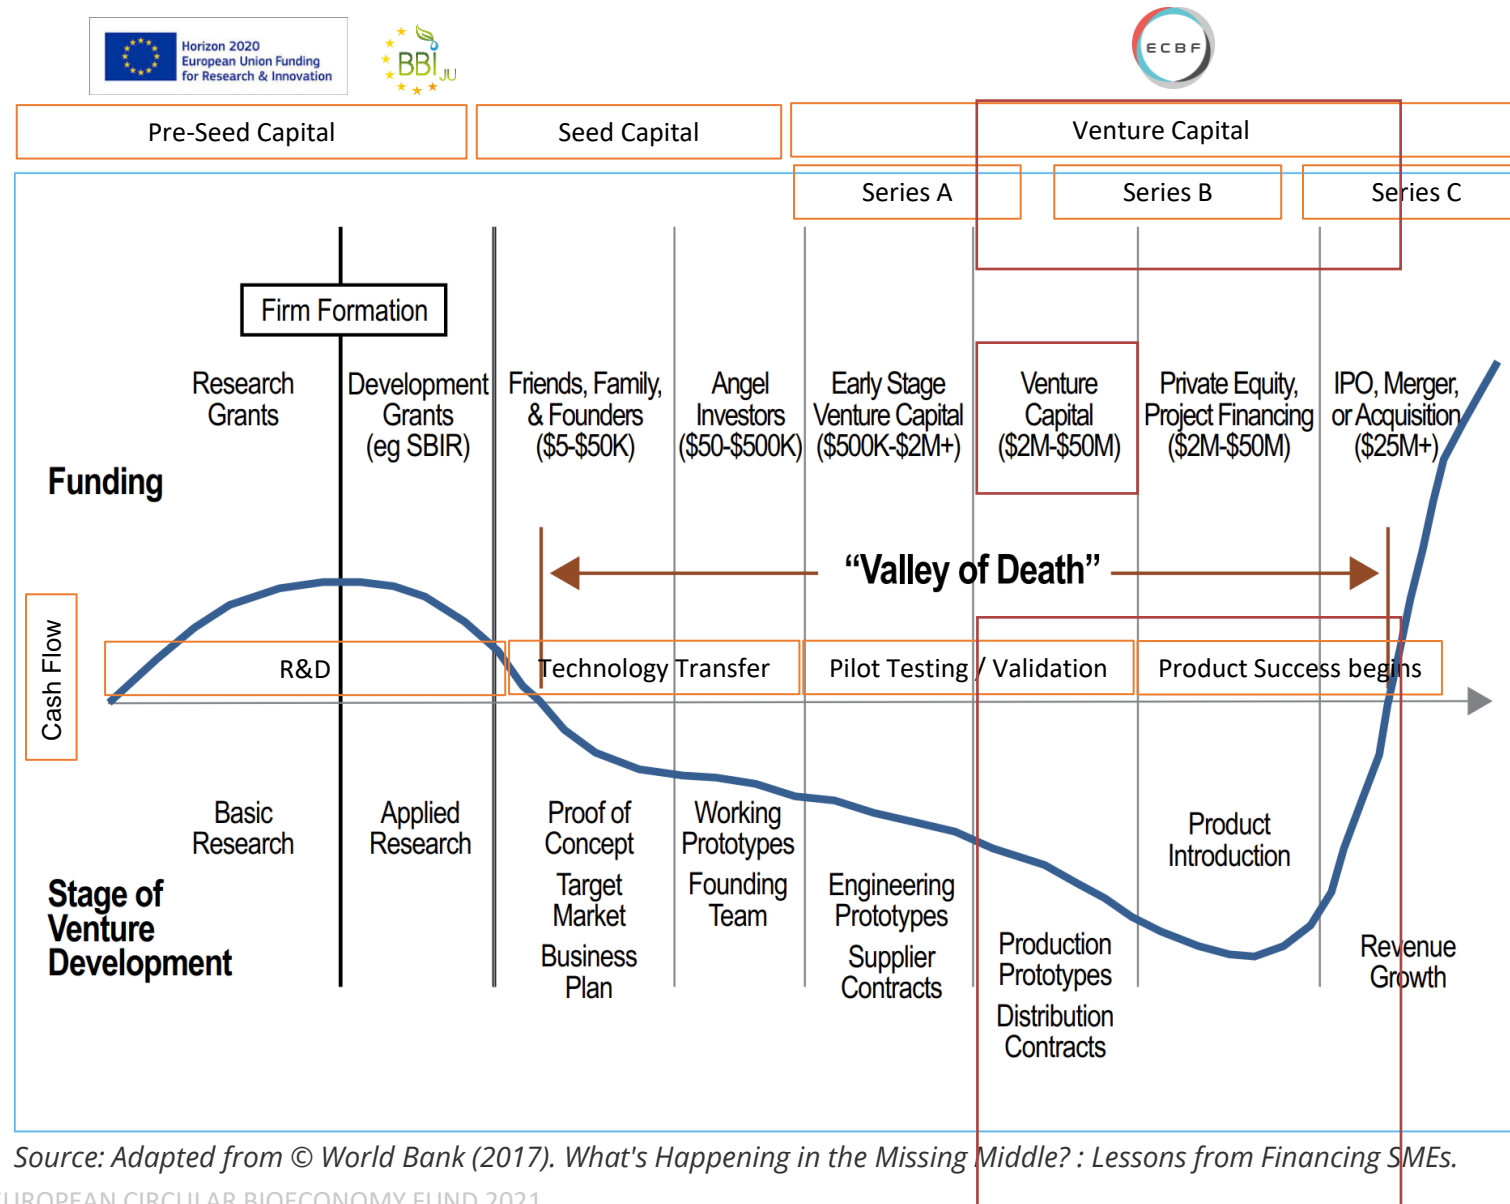 Horizon 2020
European Union Funding
for Research & Innovation
BBI JU
ECBF
Pre-Seed Capital
Seed Capital
Venture Capital
Series A
Series B
Series C
Firm Formation
Research
Grants
Development
Grants
(eg SBIR)
Friends, Family,
& Founders
($5-$50K)
Angel
Investors
($50-$500K)
Early Stage
Venture Capital
($500K-$2M+)
Venture
Capital
($2M-$50M)
Private Equity,
Project Financing
($2M-$50M)
IPO, Merger,
or Acquisition
($25M+)
Funding
“Valley of Death”
Cash Flow
R&D
Technology Transfer
Pilot Testing / Validation
Product Success begins
Basic
Research
Applied
Research
Proof of
Concept
Target
Market
Business
Plan
Working
Prototypes
Founding
Team
Engineering
Prototypes
Supplier
Contracts
Production
Prototypes
Distribution
Contracts
Product
Introduction
Revenue
Growth
Stage of
Venture
Development
Source: Adapted from © World Bank (2017). What's Happening in the Missing Middle? : Lessons from Financing SMEs.
EUROPEAN CIRCULAR BIOECONOMY FUND 2021